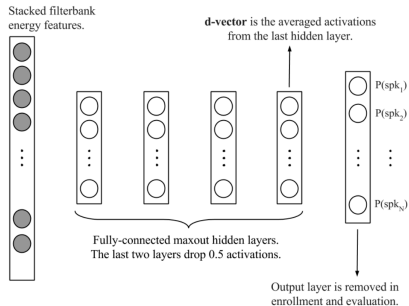 Stacked filterbank
energy features.
d-vector is the averaged activations
from the last hidden layer.
P(spk1)
P(spk2)
P(spkN)
Fully-connected maxout hidden layers.
The last two layers drop 0.5 activations.
Output layer is removed in
enrollment and evaluation.